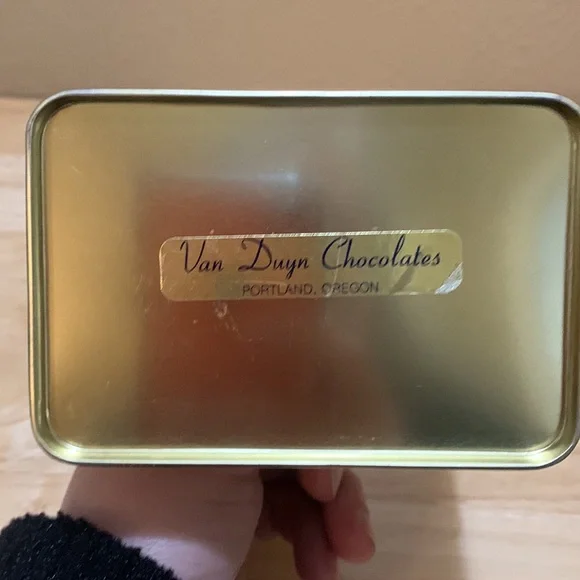 Van Duyn Chocolates
PORTLAND, OREGON